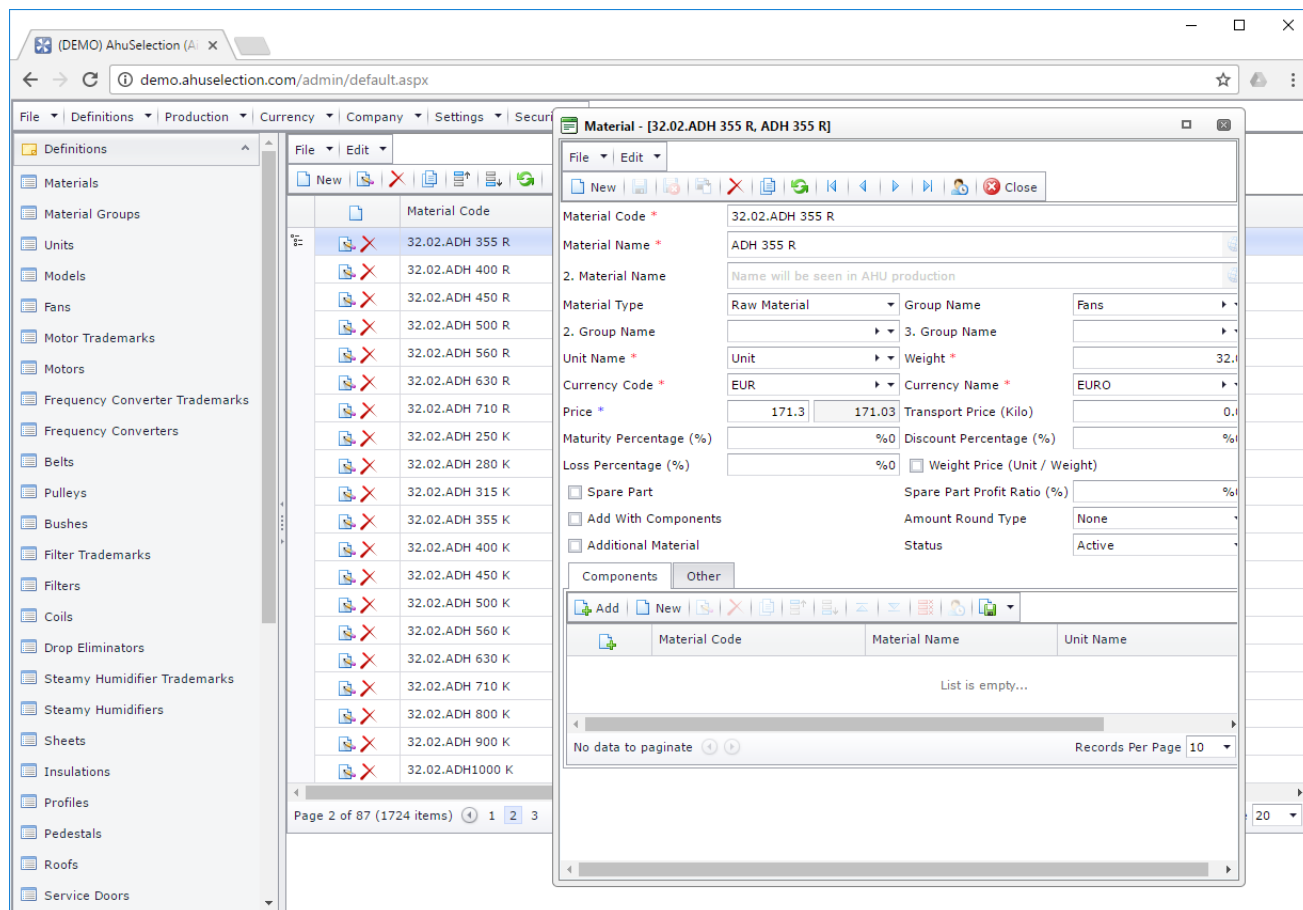 (DEMO) AhuSelection (A
demo.ahuselection.com/admin/default.aspx
File Definitions Production Currency Company Settings Securi
Definitions
Materials
Material Groups
Units
Models
Fans
Motor Trademarks
Motors
Frequency Converter Trademarks
Frequency Converters
Belts
Pulleys
Bushes
Filter Trademarks
Filters
Coils
Drop Eliminators
Steamy Humidifier Trademarks
Steamy Humidifiers
Sheets
Insulations
Profiles
Pedestals
Roofs
Service Doors
File Edit
New
Material Code
32.02.ADH 355 R
32.02.ADH 400 R
32.02.ADH 450 R
32.02.ADH 500 R
32.02.ADH 560 R
32.02.ADH 630 R
32.02.ADH 710 R
32.02.ADH 250 K
32.02.ADH 280 K
32.02.ADH 315 K
32.02.ADH 355 K
32.02.ADH 400 K
32.02.ADH 450 K
32.02.ADH 500 K
32.02.ADH 560 K
32.02.ADH 630 K
32.02.ADH 710 K
32.02.ADH 800 K
32.02.ADH 900 K
32.02.ADH1000 K
Page 2 of 87 (1724 items) 1 2 3
20
Material - [32.02.ADH 355 R, ADH 355 R]
File Edit
New Close
Material Code * 32.02.ADH 355 R
Material Name * ADH 355 R
2. Material Name Name will be seen in AHU production
Material Type Raw Material Group Name Fans
2. Group Name 3. Group Name
Unit Name * Unit Weight * 32.
Currency Code * EUR Currency Name * EURO
Price * 171.3 171.03 Transport Price (Kilo) 0.
Maturity Percentage (%) %0 Discount Percentage (%) %
Loss Percentage (%) %0 Weight Price (Unit / Weight)
Spare Part Spare Part Profit Ratio (%) %
Add With Components Amount Round Type None
Additional Material Status Active
Components Other
Add New
Material Code Material Name Unit Name
List is empty...
No data to paginate Records Per Page 10